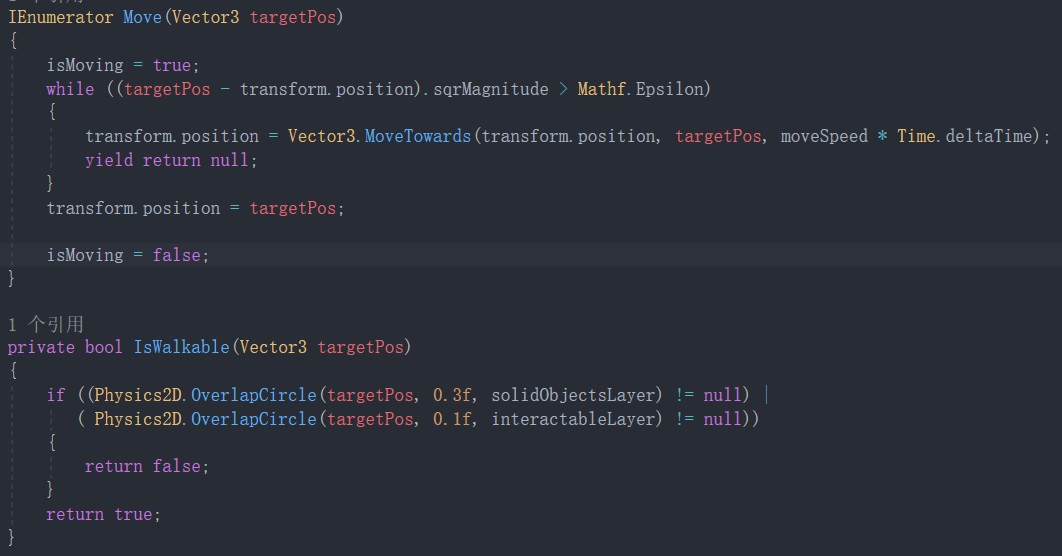 IEnumerator Move(Vector3 targetPos)
{
isMoving = true;
while ((targetPos - transform.position).sqrMagnitude > Mathf.Epsilon)
{
transform.position = Vector3.MoveTowards(transform.position, targetPos, moveSpeed * Time.deltaTime);
yield return null;
}
transform.position = targetPos;
isMoving = false;
}
1 个引用
private bool IsWalkable(Vector3 targetPos)
{
if ((Physics2D.OverlapCircle(targetPos, 0.3f, solidObjectsLayer) != null) |
( Physics2D.OverlapCircle(targetPos, 0.1f, interactableLayer) != null))
{
return false;
}
return true;
}